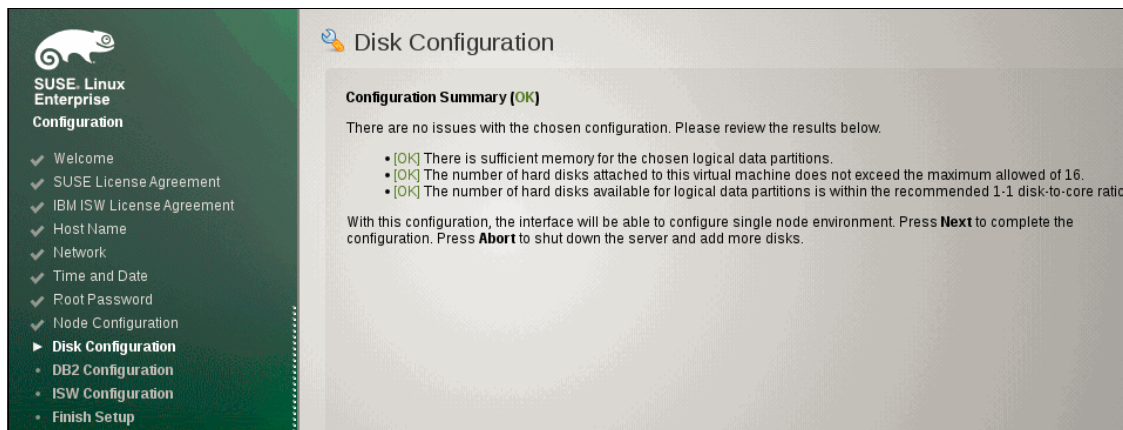 SUSE. Linux
Enterprise
Configuration
Welcome
SUSE License Agreement
IBM ISW License Agreement
Host Name
Network
Time and Date
Root Password
Node Configuration
Disk Configuration
DB2 Configuration
ISW Configuration
Finish Setup
Disk Configuration
Configuration Summary (OK)
There are no issues with the chosen configuration. Please review the results below.
• [OK] There is sufficient memory for the chosen logical data partitions.
• [OK] The number of hard disks attached to this virtual machine does not exceed the maximum allowed of 16.
• [OK] The number of hard disks available for logical data partitions is within the recommended 1-1 disk-to-core ratio
With this configuration, the interface will be able to configure single node environment. Press Next to complete the
configuration. Press Abort to shut down the server and add more disks.